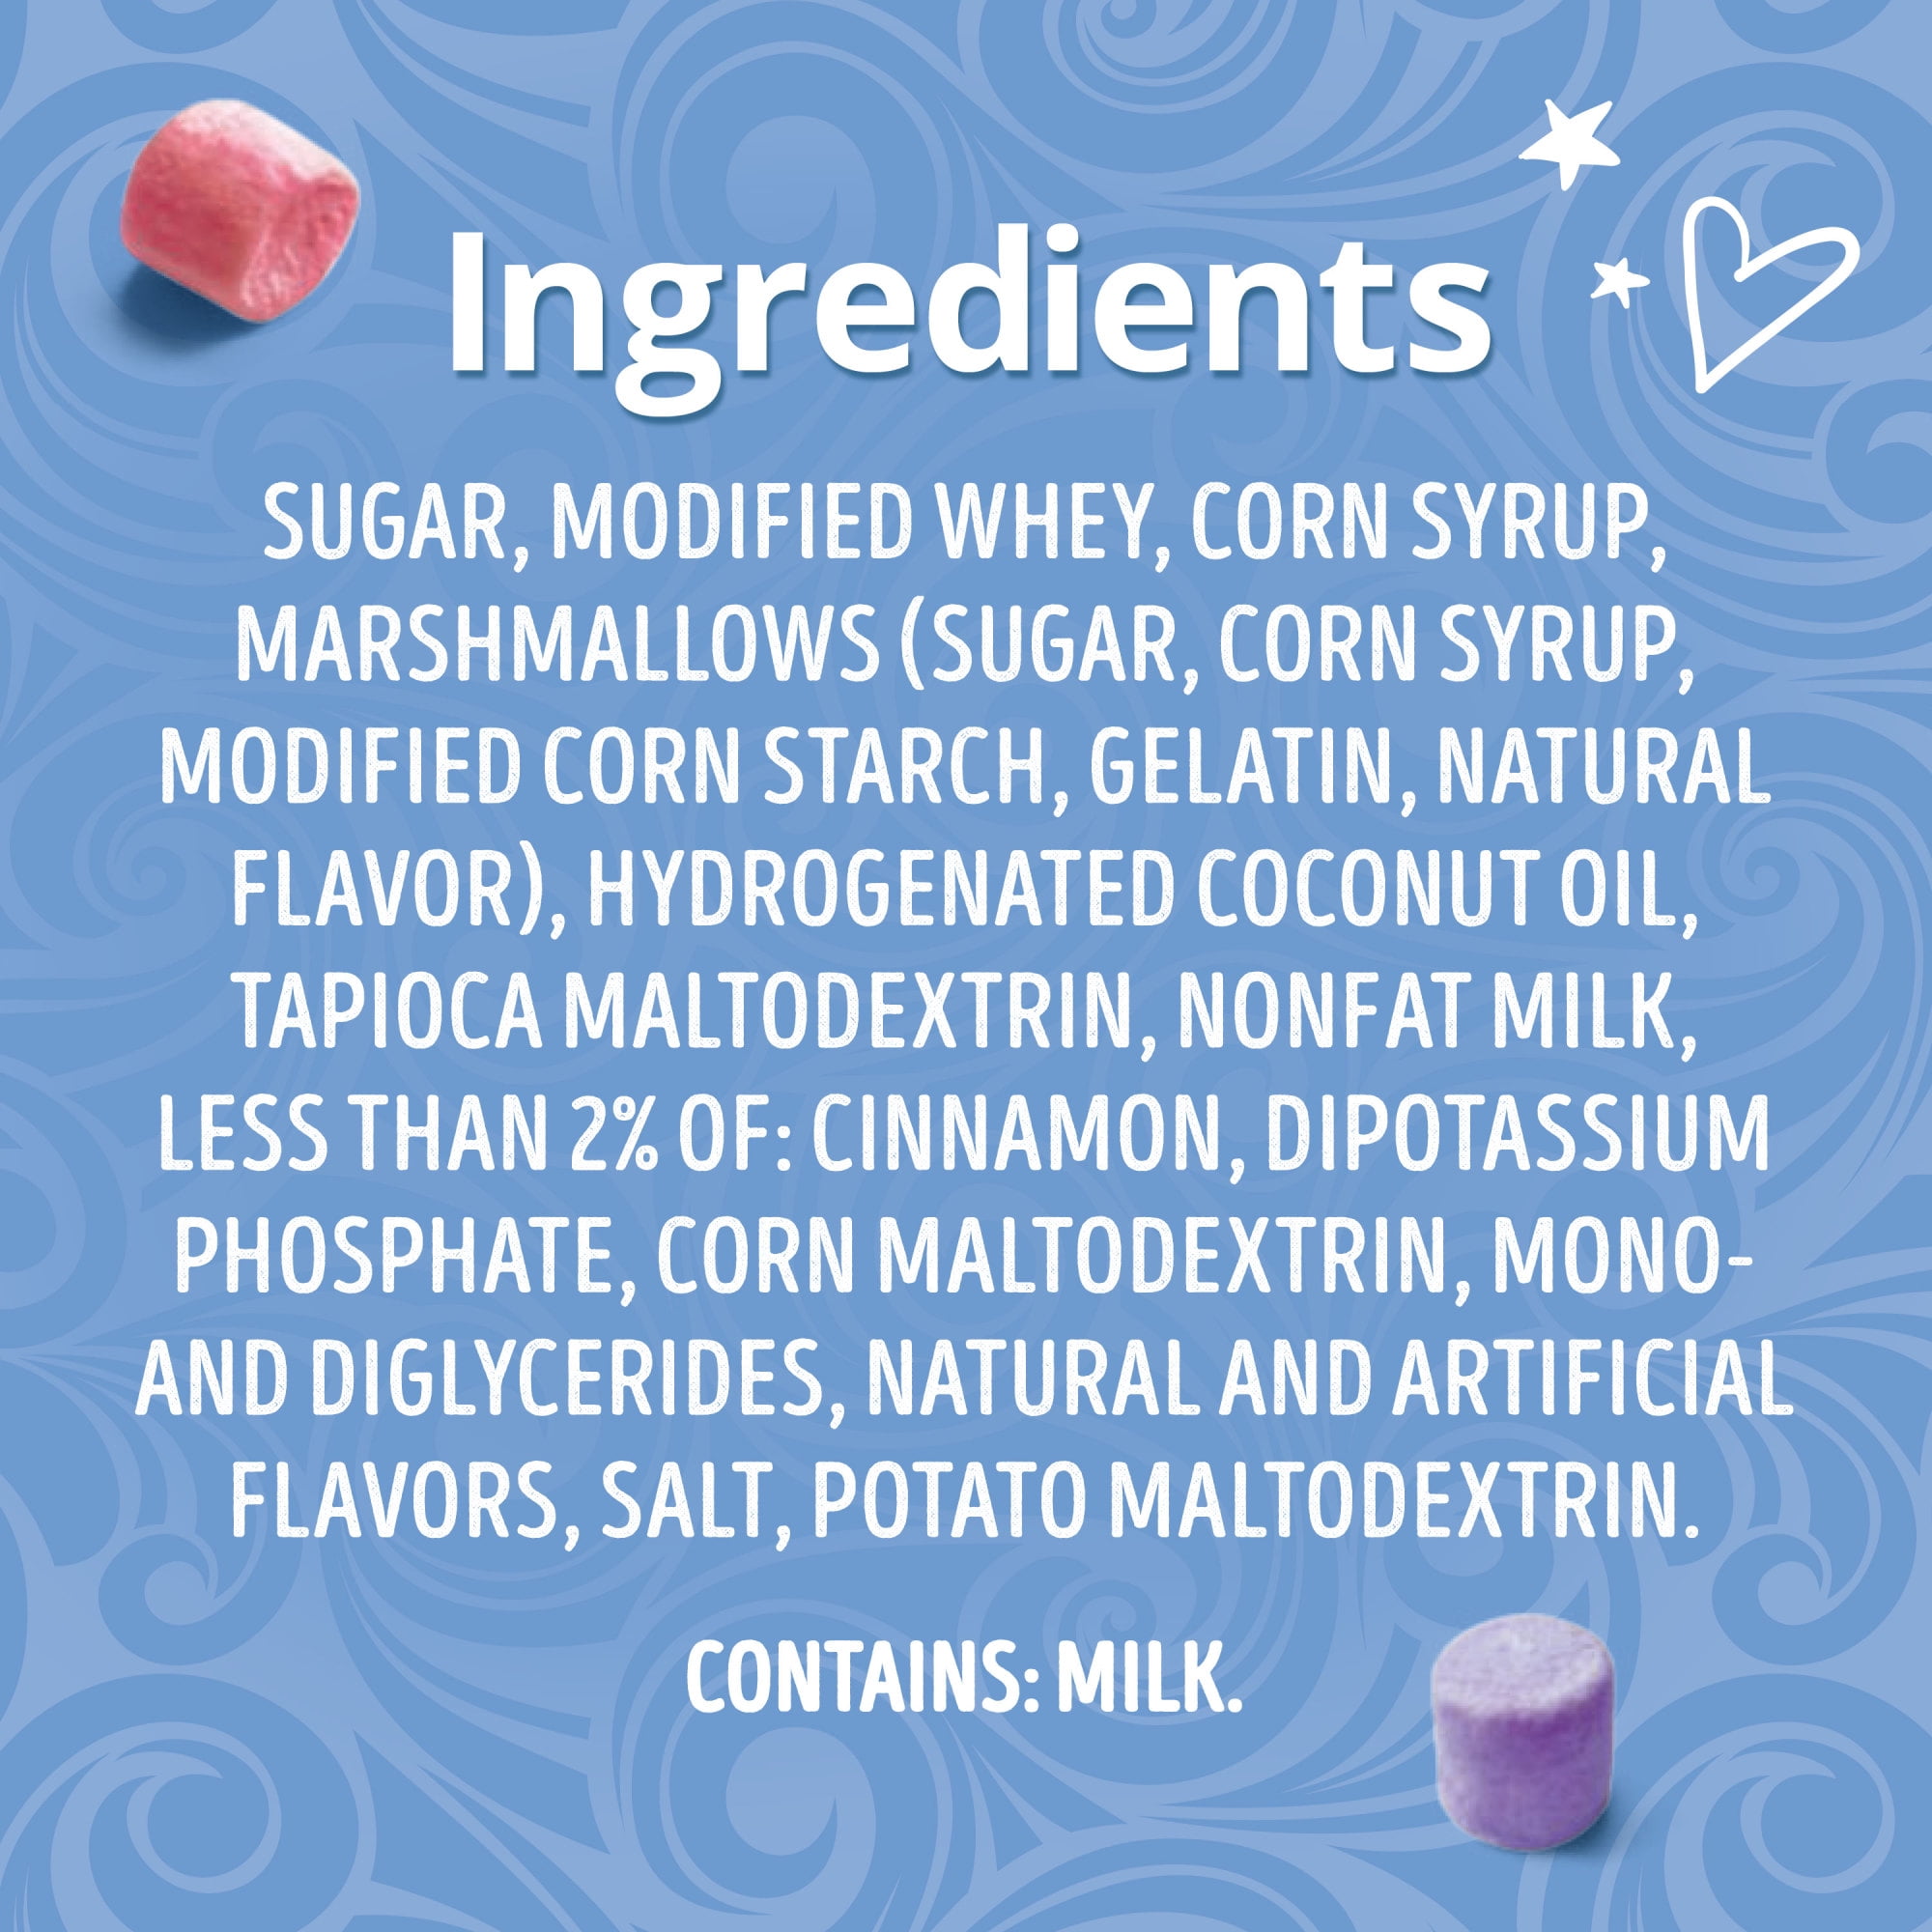 Ingredients
SUGAR, MODIFIED WHEY, CORN SYRUP,
MARSHMALLOWS (SUGAR, CORN SYRUP,
MODIFIED CORN STARCH, GELATIN, NATURAL
FLAVOR), HYDROGENATED COCONUT OIL,
TAPIOCA MALTODEXTRIN, NONFAT MILK,
LESS THAN 2% OF: CINNAMON, DIPOTASSIUM
PHOSPHATE, CORN MALTODEXTRIN, MONO-
AND DIGLYCERIDES, NATURAL AND ARTIFICIAL
FLAVORS, SALT, POTATO MALTODEXTRIN.
CONTAINS: MILK.